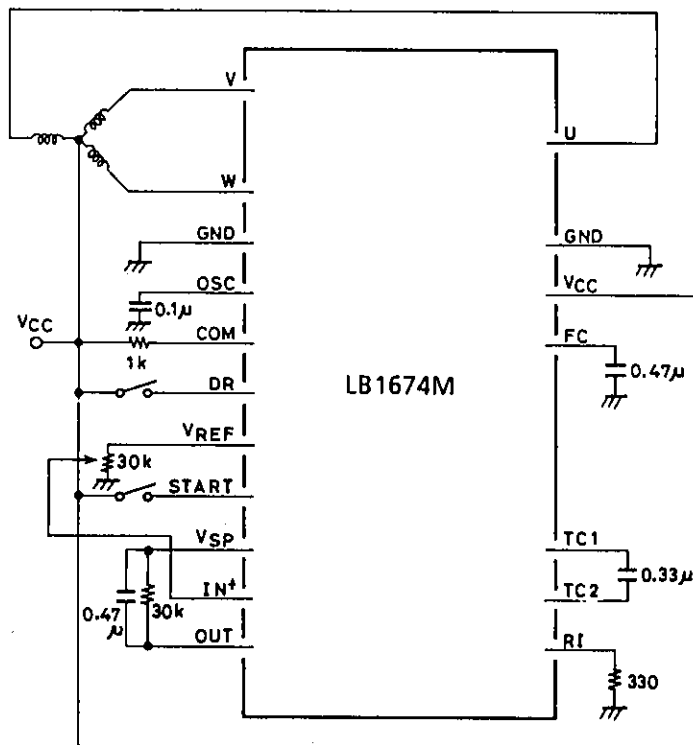 V
U
W
GND
GND
OSC
VCC
0.1µ
VCC
COM
FC
1k
0.47µ
DR
LB1674M
VREF
30k
START
VSP
TC1
0.33µ
IN+
TC2
0.47
µ
30k
OUT
RI
330